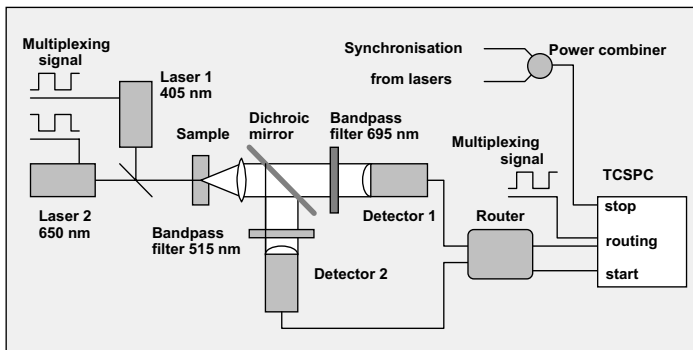 Multiplexing
signal
Laser 1
405 nm
Laser 2
650 nm
Sample
Dichroic
mirror
Bandpass
filter 695 nm
Detector 1
Bandpass
filter 515 nm
Detector 2
Synchronisation
from lasers
Power combiner
Multiplexing
signal
Router
TCSPC
stop
routing
start